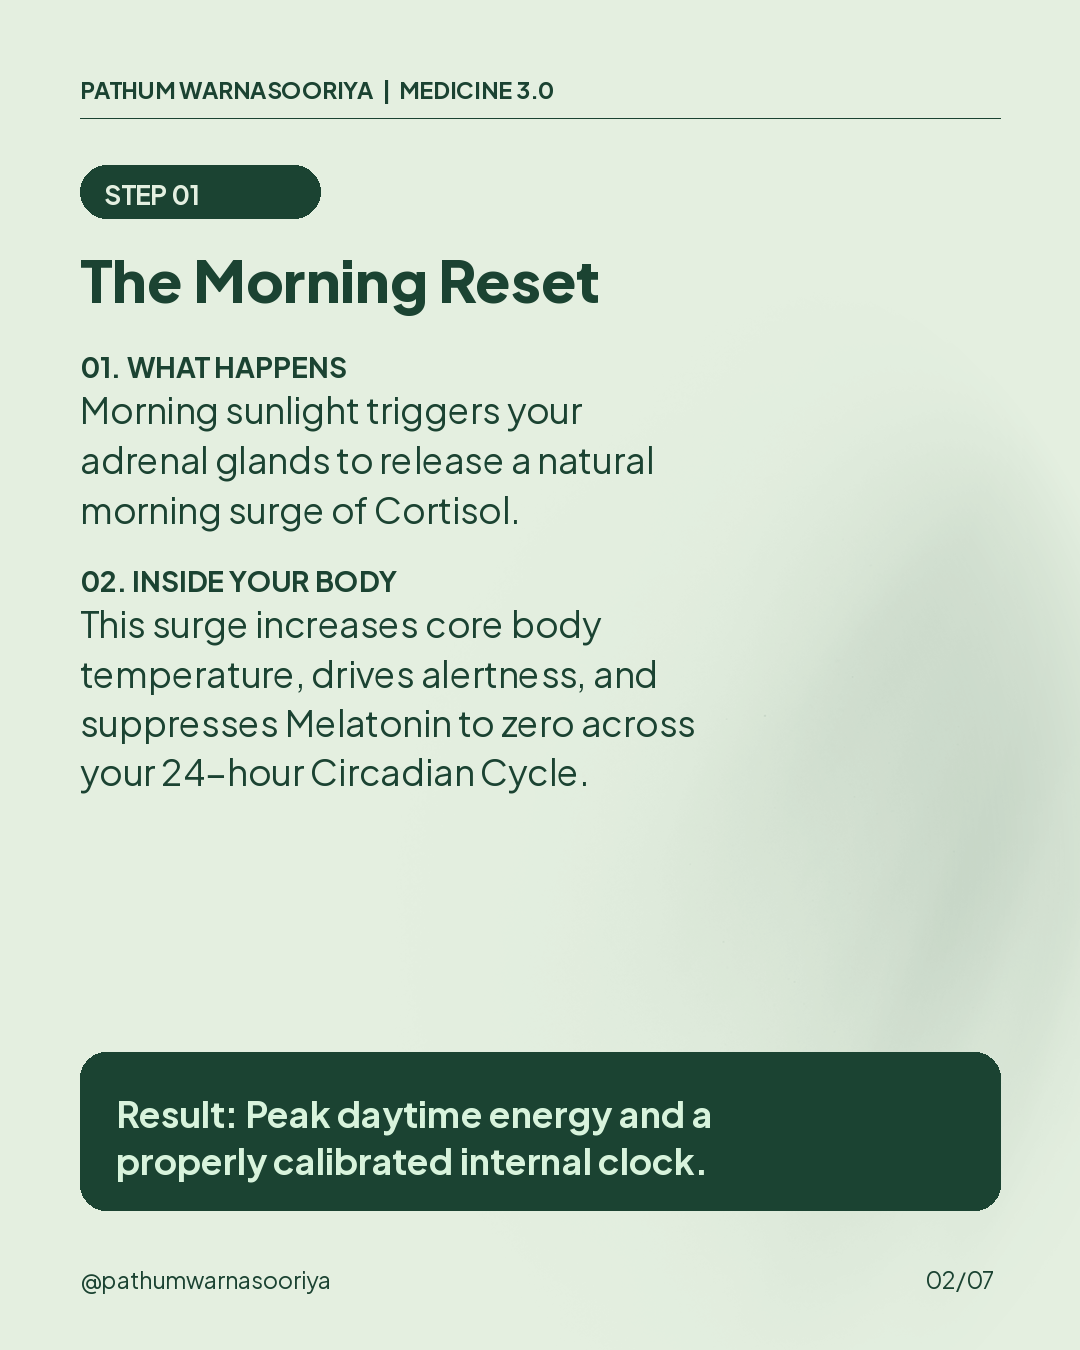 PATHUM WARNASOORIYA | MEDICINE 3.0
STEP 01
The Morning Reset
01. WHAT HAPPENS
Morning sunlight triggers your
adrenal glands to release a natural
morning surge of Cortisol.
02. INSIDE YOUR BODY
This surge increases core body
temperature, drives alertness, and
suppresses Melatonin to zero across
your 24–hour Circadian Cycle.
Result: Peak daytime energy and a
properly calibrated internal clock.
@pathumwarnasooriya
02/07